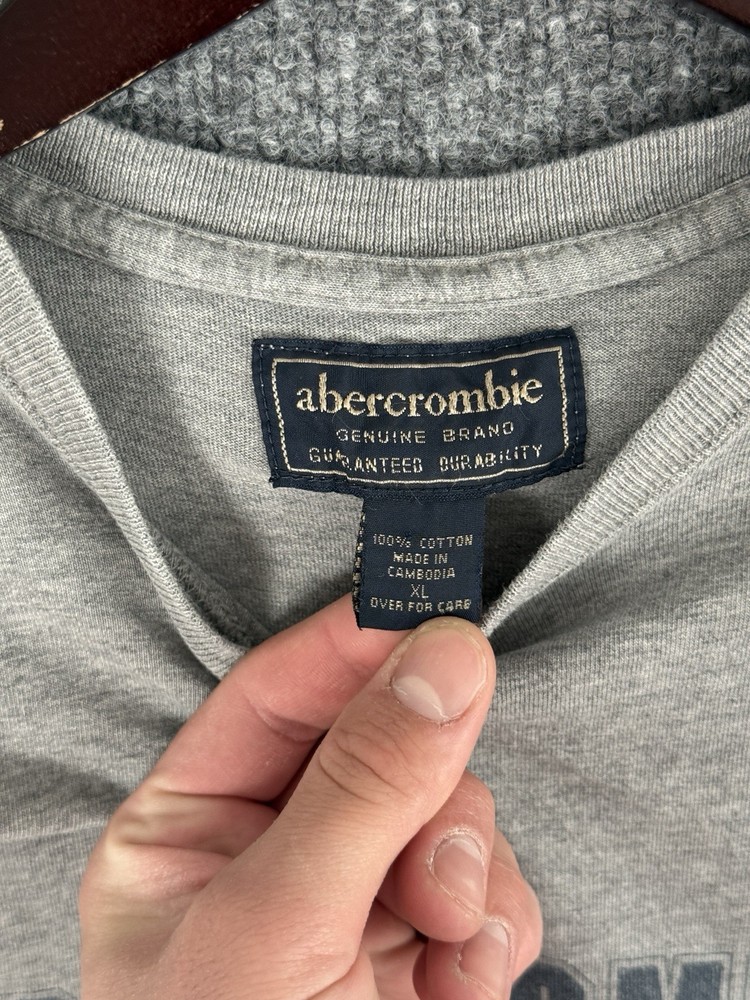 abercrombie
GENUINE BRAND
GUARANTEED DURABILITY
100% COTTON
MADE IN
CAMBODIA
XL
OVER FOR CARE